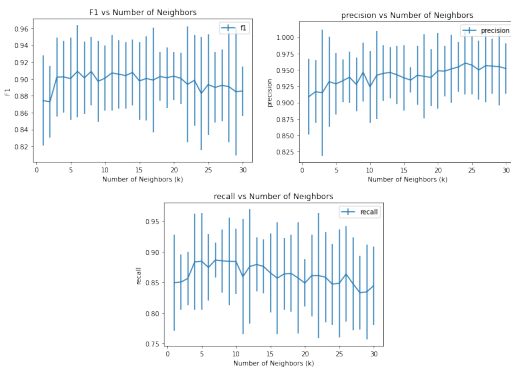 F1 vs Number of Neighbors
f1
0.96
0.94
0.92
0.90
0.88
0.86
0.84
0.82
F1
0 5 10 15 20 25 30
Number of Neighbors (k)
precision vs Number of Neighbors
precision
1.000
0.975
0.950
0.925
0.900
0.875
0.850
0.825
precision
0 5 10 15 20 25 30
Number of Neighbors (k)
recall vs Number of Neighbors
recall
0.95
0.90
0.85
0.80
0.75
recall
0 5 10 15 20 25 30
Number of Neighbors (k)